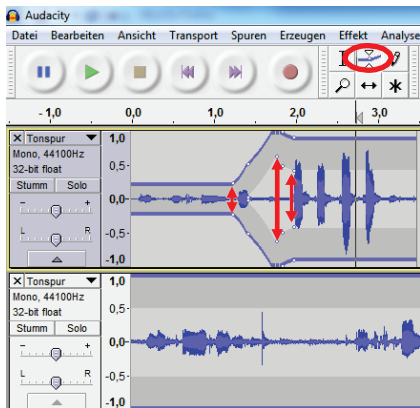 Audacity
Datei Bearbeiten Ansicht Transport Spuren Erzeugen Effekt Analyse
- 1,0 0,0 1,0 2,0 3,0
Tonspur
Mono, 44100Hz
32-bit float
Stumm Solo
- +
L R
1,0
0,5-
0,0-
-0,5-
-1,0
Tonspur
Mono, 44100Hz
32-bit float
Stumm Solo
- +
L R
1,0
0,5-
0,0-
-0,5-
-1,0